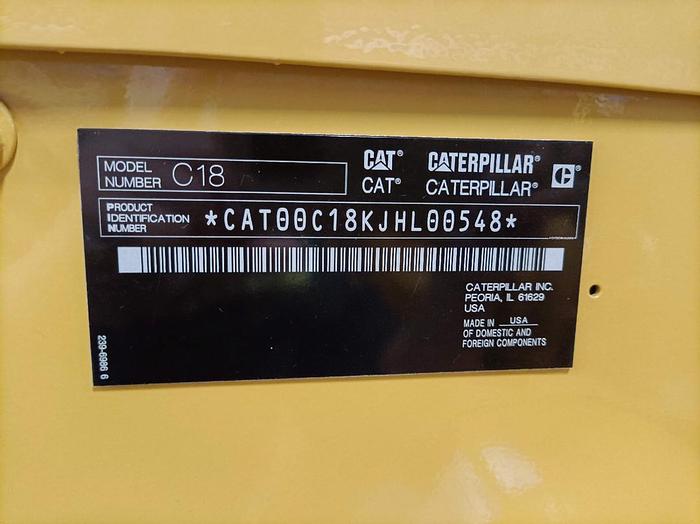 MODEL NUMBER C18
CAT® CATERPILLAR®
CAT® CATERPILLAR®
PRODUCT
IDENTIFICATION
NUMBER
*CAT00C18KJHL00548*
CATERPILLAR INC.
PEORIA, IL 61629
USA
MADE IN USA
OF DOMESTIC AND
FOREIGN COMPONENTS
239-6986 6